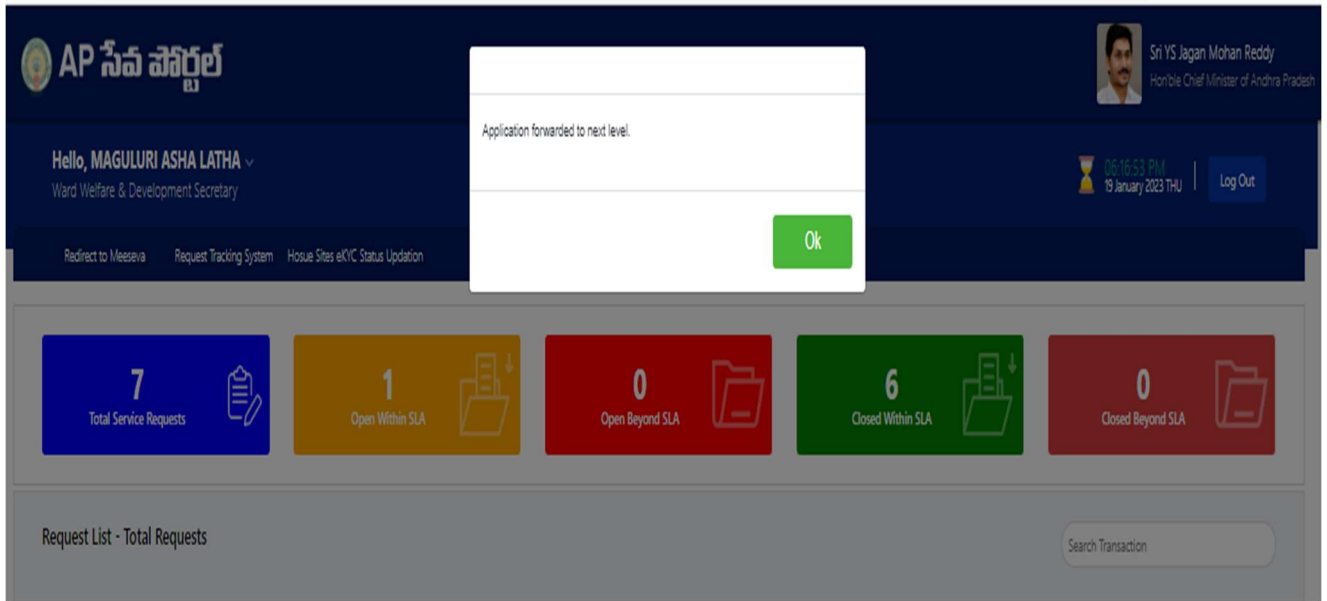 AP సేవ పోర్టల్
Sri YS Jagan Mohan Reddy
Hon'ble Chief Minister of Andhra Pradesh
Application forwarded to next level.
Ok
Hello, MAGULURI ASHA LATHA
Ward Welfare & Development Secretary
06:16:53 PM
19 January 2023 THU
Log Out
Redirect to Meeseva Request Tracking System Hosue Sites eKYC Status Updation
7
Total Service Requests
1
Open Within SLA
0
Open Beyond SLA
6
Closed Within SLA
0
Closed Beyond SLA
Request List - Total Requests
Search Transaction